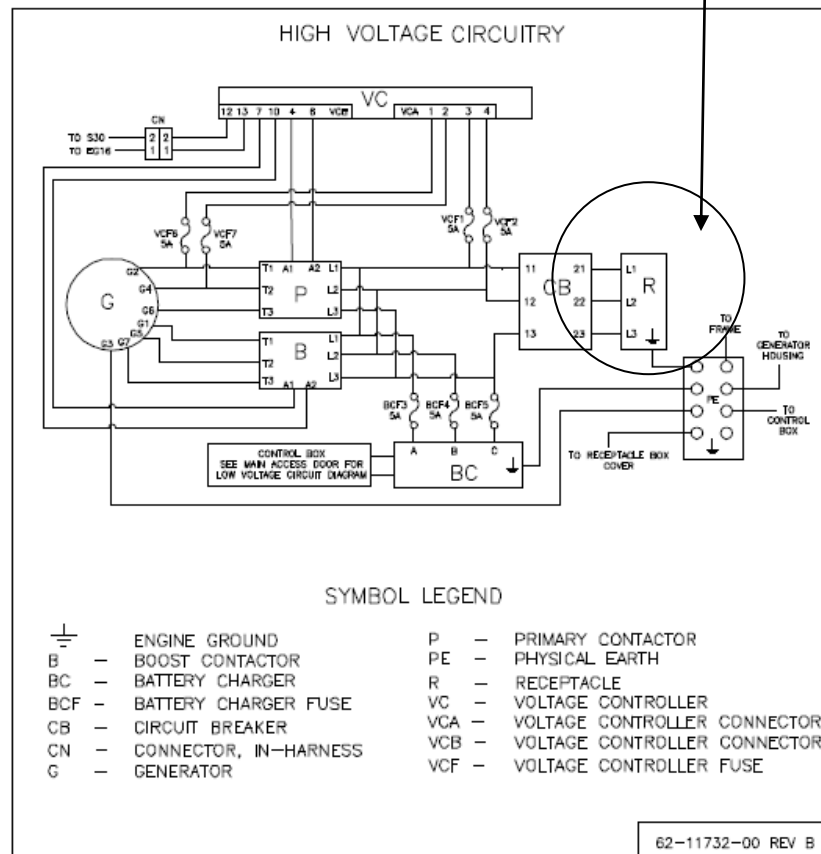 HIGH VOLTAGE CIRCUITRY
VC
12 13 7 10 4 6 VCB
VCA 1 2 3 4
CN
TO S30 2 2
TO EG16 1 1
VCF6 5A
VCF7 5A
VCF1 5A
VCF2 5A
G
G2
G4
G6
G1
G5
G7
G3
T1 A1 A2 L1
T2 P L2
T3 L3
T1 B L1
T2 L2
T3 A1 A2 L3
11 21
12 CB 22
13 23
L1
L2 R
L3
TO FRAME
TO GENERATOR HOUSING
PE
TO CONTROL BOX
TO RECEPTACLE BOX COVER
BCF3 5A
BCF4 5A
BCF5 5A
A B C
BC
CONTROL BOX
SEE MAIN ACCESS DOOR FOR
LOW VOLTAGE CIRCUIT DIAGRAM
SYMBOL LEGEND
ENGINE GROUND
B – BOOST CONTACTOR
BC – BATTERY CHARGER
BCF – BATTERY CHARGER FUSE
CB – CIRCUIT BREAKER
CN – CONNECTOR, IN-HARNESS
G – GENERATOR
P – PRIMARY CONTACTOR
PE – PHYSICAL EARTH
R – RECEPTACLE
VC – VOLTAGE CONTROLLER
VCA – VOLTAGE CONTROLLER CONNECTOR
VCB – VOLTAGE CONTROLLER CONNECTOR
VCF – VOLTAGE CONTROLLER FUSE
62-11732-00 REV B